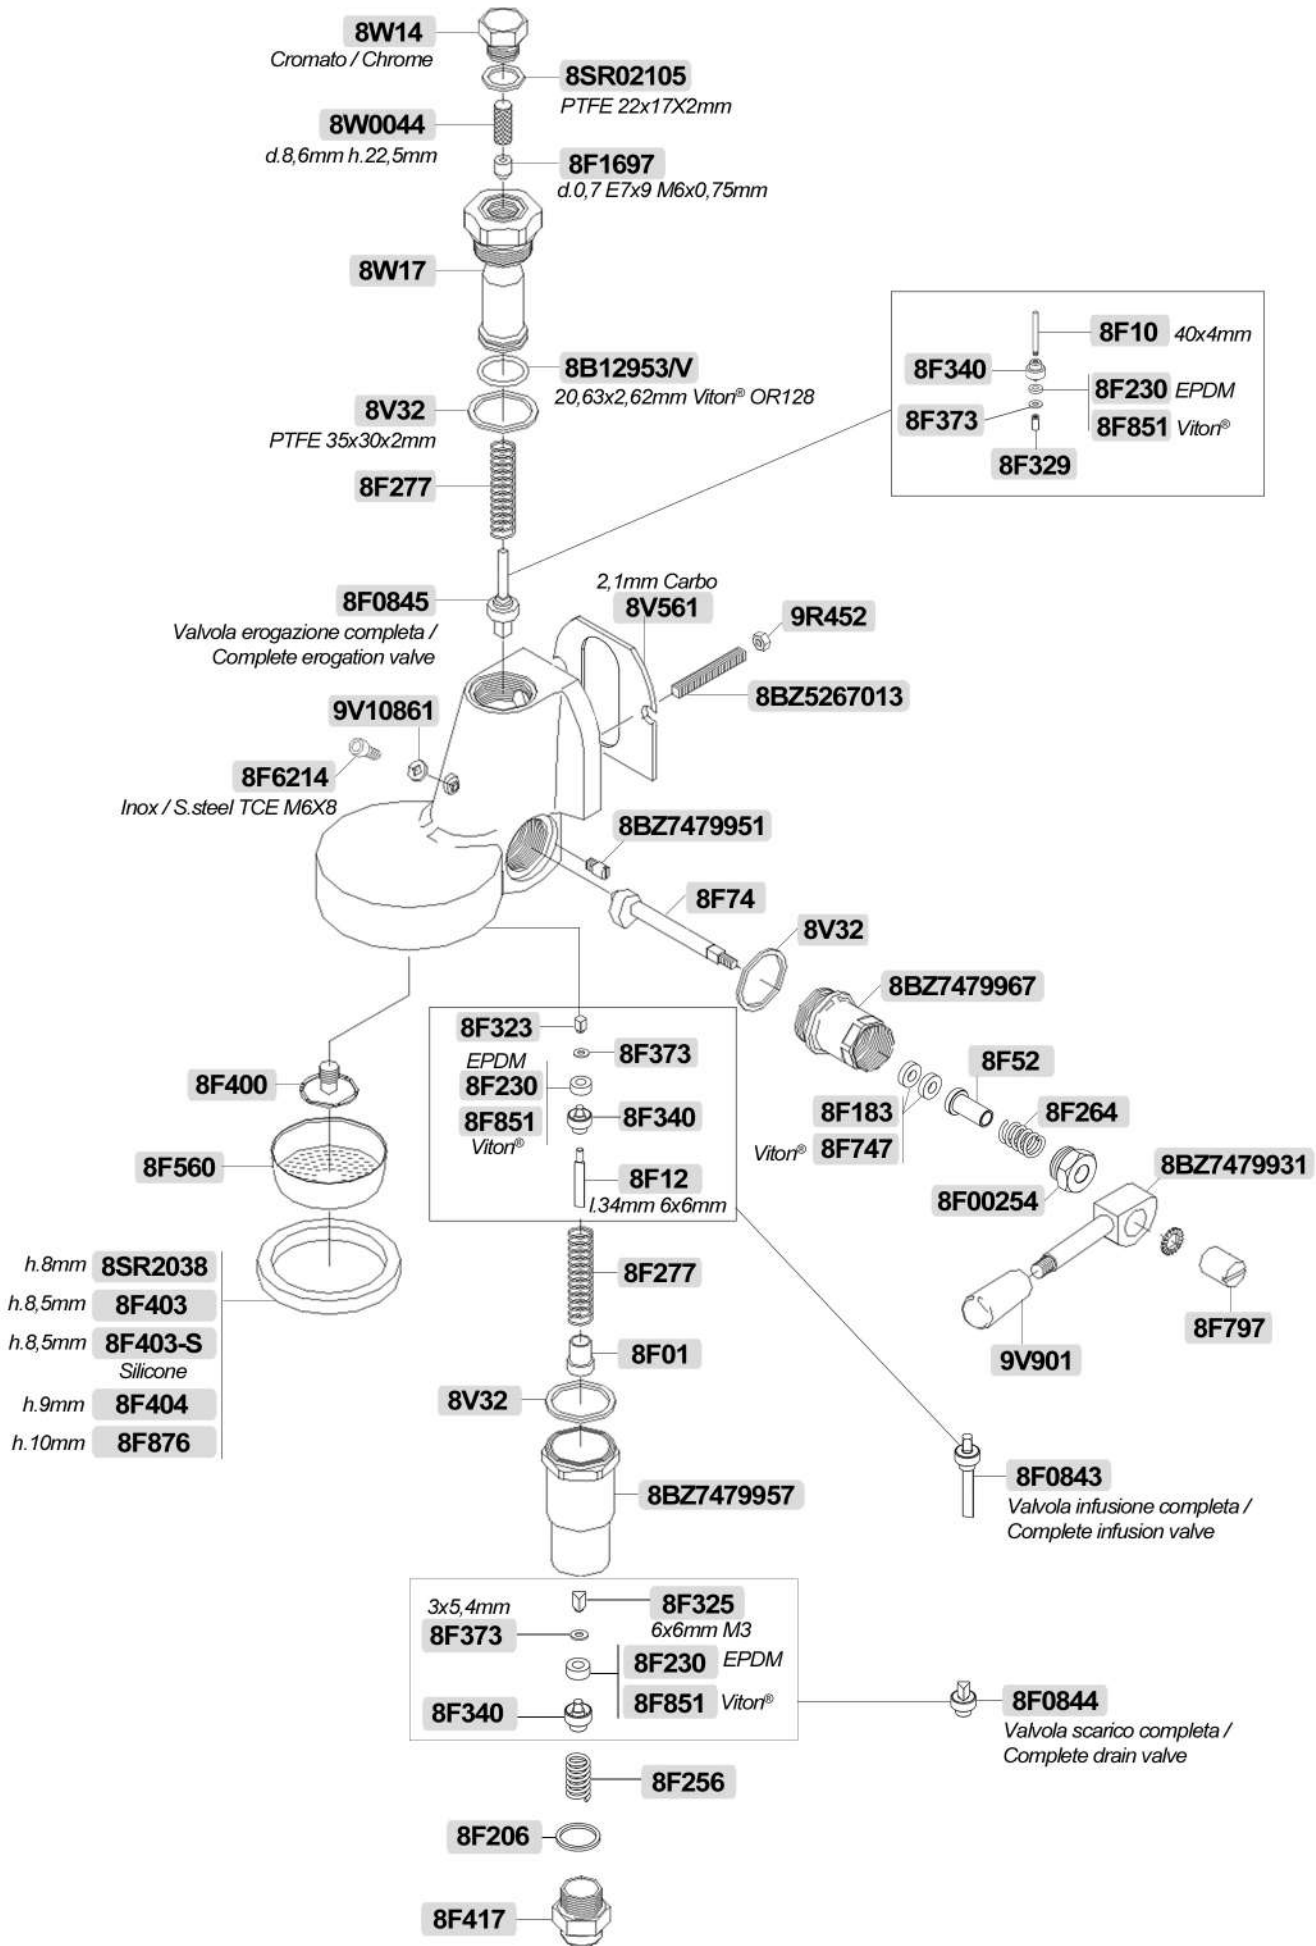 8W14
Cromato / Chrome
8SR02105
PTFE 22x17X2mm
8W0044
d.8,6mm h.22,5mm
8F1697
d.0,7 E7x9 M6x0,75mm
8W17
8B12953/V
20,63x2,62mm Viton® OR128
8V32
PTFE 35x30x2mm
8F277
8F10 40x4mm
8F340
8F230 EPDM
8F373
8F851 Viton®
8F329
8F0845
Valvola erogazione completa /
Complete erogation valve
2,1mm Carbo
8V561
9R452
8BZ5267013
9V10861
8F6214
Inox / S.steel TCE M6X8
8BZ7479951
8F74
8V32
8BZ7479967
8F52
8F183
8F264
Viton® 8F747
8BZ7479931
8F00254
8F797
9V901
8F323
8F373
EPDM
8F230
8F851
Viton®
8F340
8F12
l.34mm 6x6mm
8F400
8F560
h.8mm 8SR2038
h.8,5mm 8F403
h.8,5mm 8F403-S
Silicone
h.9mm 8F404
h.10mm 8F876
8F277
8F01
8V32
8BZ7479957
8F0843
Valvola infusione completa /
Complete infusion valve
3x5,4mm
8F373
8F325
6x6mm M3
8F230 EPDM
8F851 Viton®
8F340
8F0844
Valvola scarico completa /
Complete drain valve
8F256
8F206
8F417